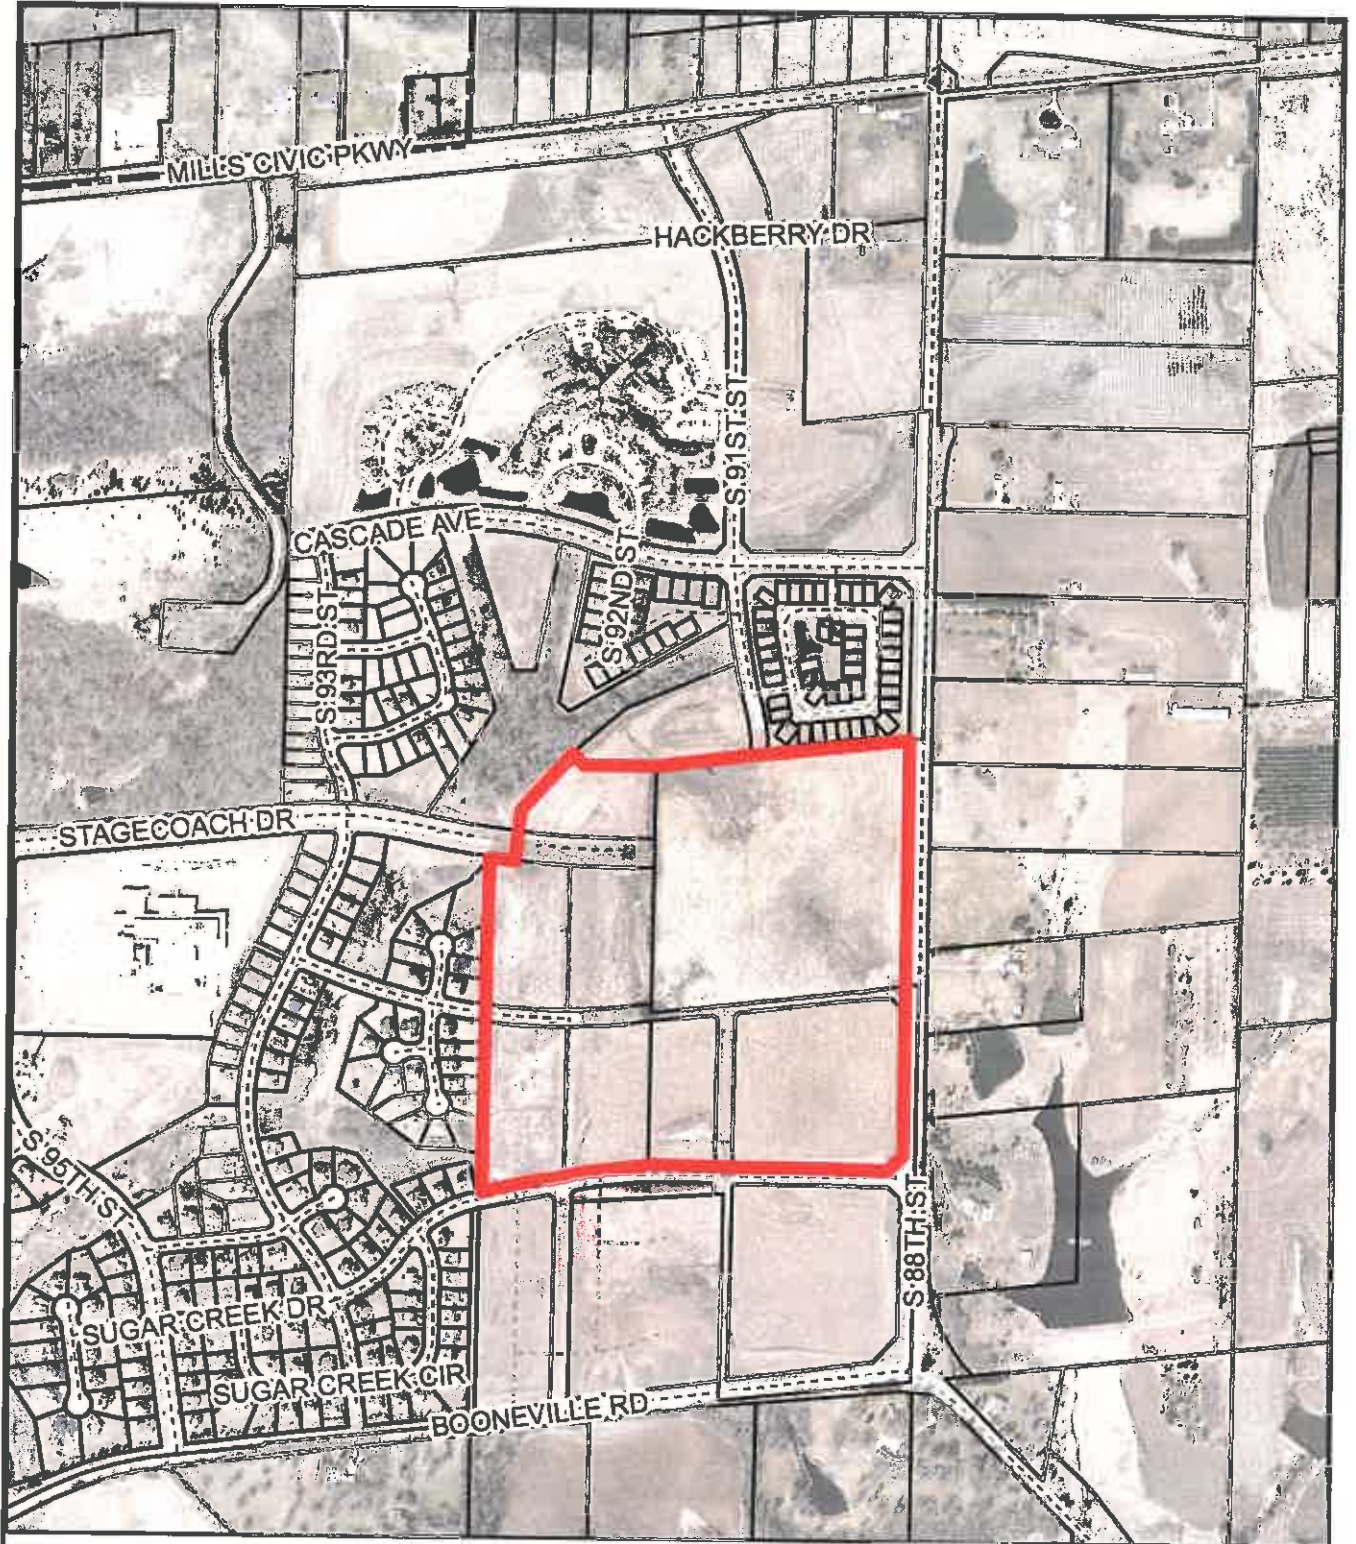 MILLS CIVIC PKWY
HACKBERRY DR
S 91ST ST
CASCADE AVE
S 92ND ST
S 93RD ST
STAGECOACH DR
S 95TH ST
S 88TH ST
SUGAR CREEK DR
SUGAR CREEK CIR
BOONEVILLE RD